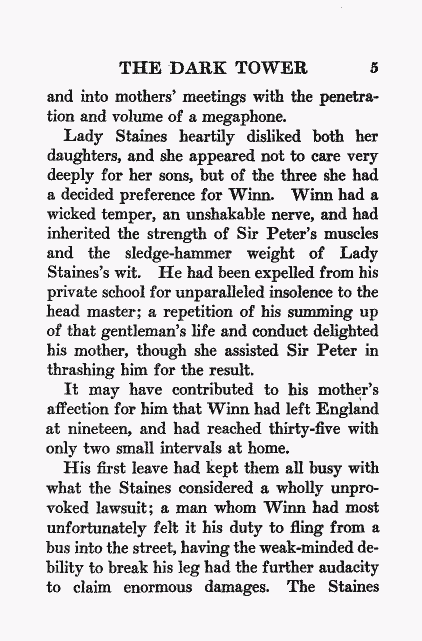 THE DARK TOWER 5
and into mothers' meetings with the penetra-
tion and volume of a megaphone.
Lady Staines heartily disliked both her
daughters, and she appeared not to care very
deeply for her sons, but of the three she had
a decided preference for Winn. Winn had a
wicked temper, an unshakable nerve, and had
inherited the strength of Sir Peter's muscles
and the sledge-hammer weight of Lady
Staines's wit. He had been expelled from his
private school for unparalleled insolence to the
head master; a repetition of his summing up
of that gentleman's life and conduct delighted
his mother, though she assisted Sir Peter in
thrashing him for the result.
It may have contributed to his mother's
affection for him that Winn had left England
at nineteen, and had reached thirty-five with
only two small intervals at home.
His first leave had kept them all busy with
what the Staines considered a wholly unpro-
voked lawsuit; a man whom Winn had most
unfortunately felt it his duty to fling from a
bus into the street, having the weak-minded de-
bility to break his leg had the further audacity
to claim enormous damages. The Staines